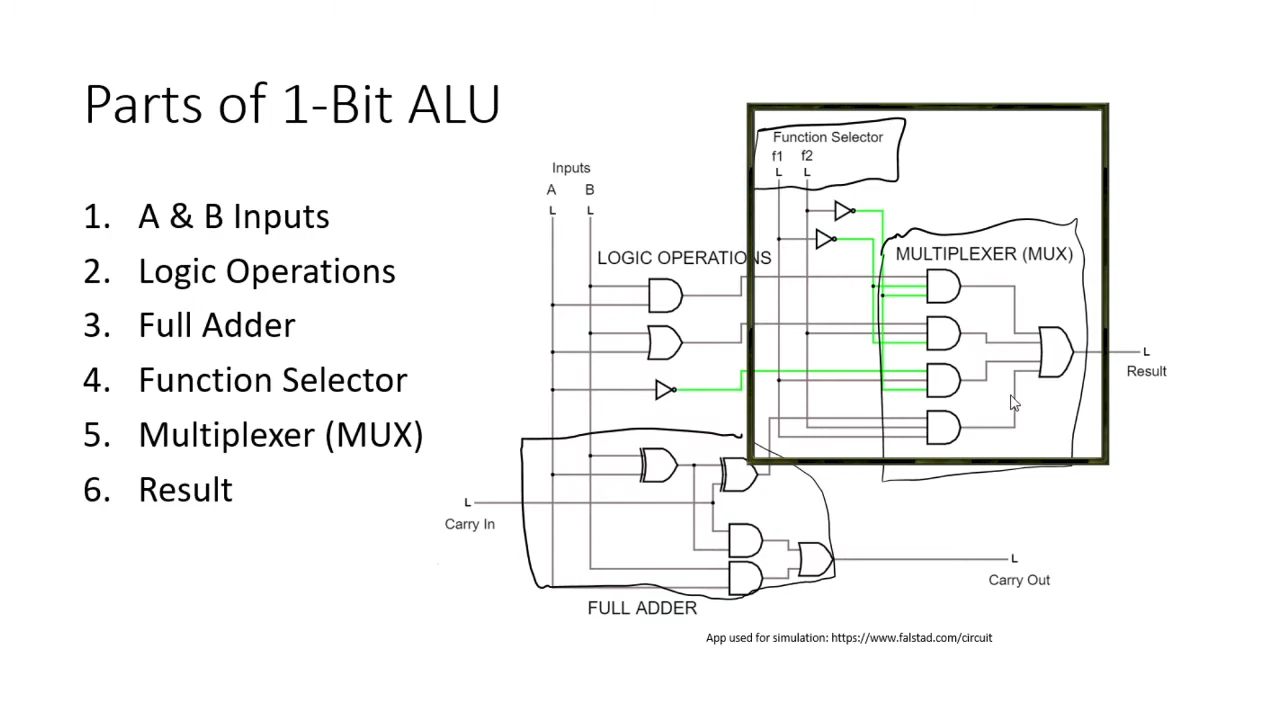 Parts of 1-Bit ALU
1. A & B Inputs
2. Logic Operations
3. Full Adder
4. Function Selector
5. Multiplexer (MUX)
6. Result
Function Selector
f1 f2
L L
Inputs
A B
L L
LOGIC OPERATIONS
MULTIPLEXER (MUX)
L
Result
L
Carry In
L
Carry Out
FULL ADDER
App used for simulation: https://www.falstad.com/circuit